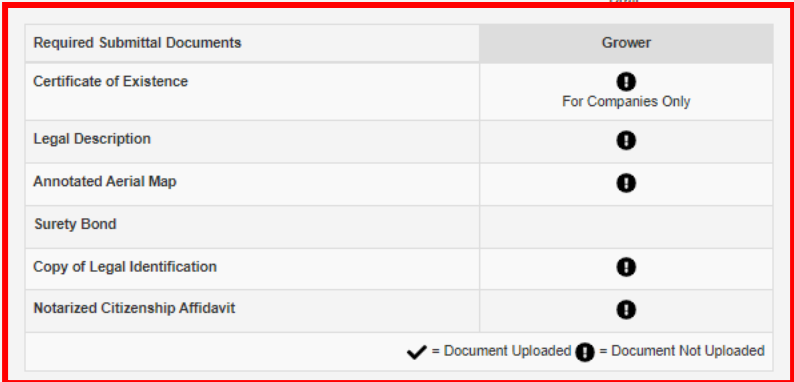 Required Submittal Documents Grower
Certificate of Existence
For Companies Only
Legal Description
Annotated Aerial Map
Surety Bond
Copy of Legal Identification
Notarized Citizenship Affidavit
= Document Uploaded = Document Not Uploaded